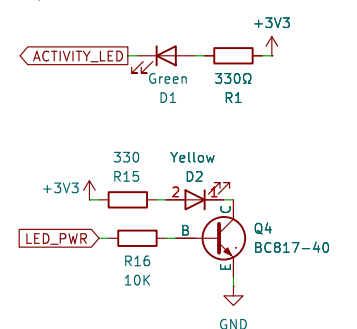 +3V3
ACTIVITY_LED
Green
D1
330Ω
R1
330
R15
Yellow
D2
+3V3
2
1
C
LED_PWR
B
Q4
BC817-40
R16
10K
E
GND